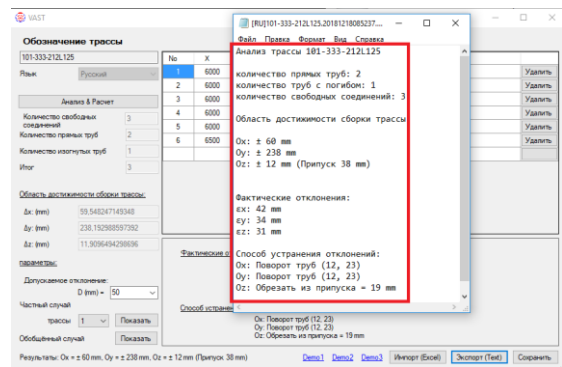 VAST
[RU]101-333-212L125.20181218085237....
Файл Правка Формат Вид Справка
Обозначение трассы
101-333-212L125
Язык
Русский
Анализ & Расчет
Количество свободных соединений
3
Количество прямых труб
2
Количество изогнутых труб
1
Итог
3
Область достижимости сборки трассы:
Δx: (mm)
59,548247149348
Δy: (mm)
238,192988597392
Δz: (mm)
11,9096494298696
параметры:
Допускаемое отклонение:
D (mm) =
50
Частный случай
трассы
1
Показать
Обобщённый случай
Показать
No
X
1
6000
Удалить
2
6000
Удалить
3
6000
Удалить
4
6000
Удалить
5
6000
Удалить
6
6500
Удалить
Анализ трассы 101-333-212L125
количество прямых труб: 2
количество труб с погибом: 1
количество свободных соединений: 3
Область достижимости сборки трассы
Ox: ± 60 mm
Oy: ± 238 mm
Oz: ± 12 mm (Припуск 38 mm)
Фактические отклонения:
εx: 42 mm
εy: 34 mm
εz: 31 mm
Способ устранения отклонений:
Ox: Поворот труб (12, 23)
Oy: Поворот труб (12, 23)
Oz: Обрезать из припуска = 19 mm
Фактические о
Способ устранен
Ox: Поворот труб (12, 23)
Oy: Поворот труб (12, 23)
Oz: Обрезать из припуска = 19 mm
Результаты: Ox = ± 60 mm, Oy = ± 238 mm, Oz = ± 12 mm (Припуск 38 mm)
Demo1 Demo2 Demo3
Импорт (Excel)
Экспорт (Text)
Сохранить